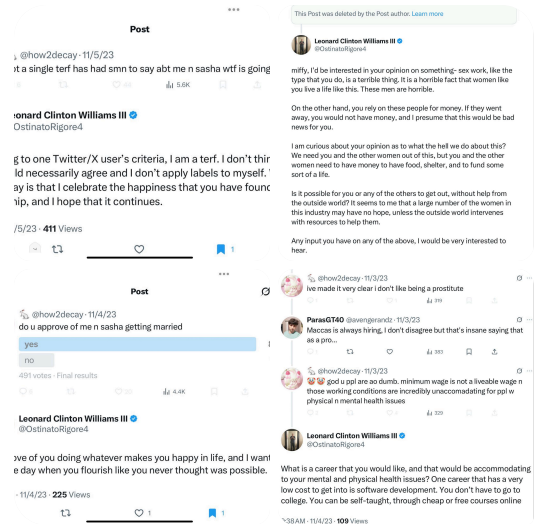 Post
@how2decay · 11/5/23
t a single terf has had smn to say abt me n sasha wtf is going
5.6K
eonard Clinton Williams III
OstinatoRigore4
g to one Twitter/X user's criteria, I am a terf. I don't thir
ld necessarily agree and I don't apply labels to myself.
ay is that I celebrate the happiness that you have found
hip, and I hope that it continues.
/5/23 · 411 Views
1
Post
@how2decay · 11/4/23
do u approve of me n sasha getting married
yes
no
491 votes · Final results
4.4K
Leonard Clinton Williams III
@OstinatoRigore4
ove of you doing whatever makes you happy in life, and I want
e day when you flourish like you never thought was possible.
· 11/4/23 · 225 Views
1
1
This Post was deleted by the Post author. Learn more
Leonard Clinton Williams III
@OstinatoRigore4
miffy, I'd be interested in your opinion on something- sex work, like the
type that you do, is a terrible thing. It is a horrible fact that women like
you live a life like this. These men are horrible.
On the other hand, you rely on these people for money. If they went
away, you would not have money, and I presume that this would be bad
news for you.
I am curious about your opinion as to what the hell we do about this?
We need you and the other women out of this, but you and the other
women need to have money to have food, shelter, and to fund some
sort of a life.
Is it possible for you or any of the others to get out, without help from
the outside world? It seems to me that a large number of the women in
this industry may have no hope, unless the outside world intervenes
with resources to help them.
Any input you have on any of the above, I would be very interested to
hear.
@how2decay · 11/3/23
ive made it very clear i don't like being a prostitute
319
ParasGT40 @avengerandz · 11/3/23
Maccas is always hiring, I don't disagree but that's insane saying that
as a pro...
383
@how2decay · 11/3/23
🤡🤡 god u ppl are ao dumb. minimum wage is not a liveable wage n
those working conditions are incredibly unaccomadating for ppl w
physical n mental health issues
329
Leonard Clinton Williams III
@OstinatoRigore4
What is a career that you would like, and that would be accommodating
to your mental and physical health issues? One career that has a very
low cost to get into is software development. You don't have to go to
college. You can be self-taught, through cheap or free courses online
38AM · 11/4/23 · 109 Views